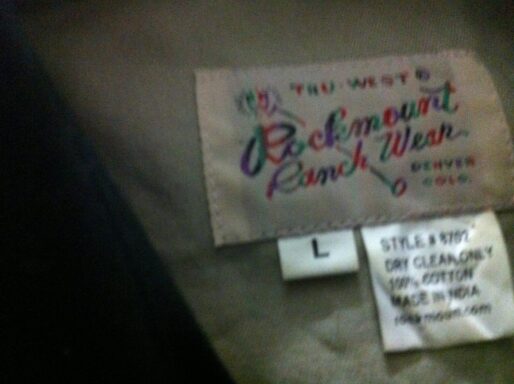 TRU-WEST ®
Rockmount
Ranch Wear
DENVER
COLO.
L
STYLE #
DRY CLEAN ONLY
100% COTTON
MADE IN INDIA
rockmount.com